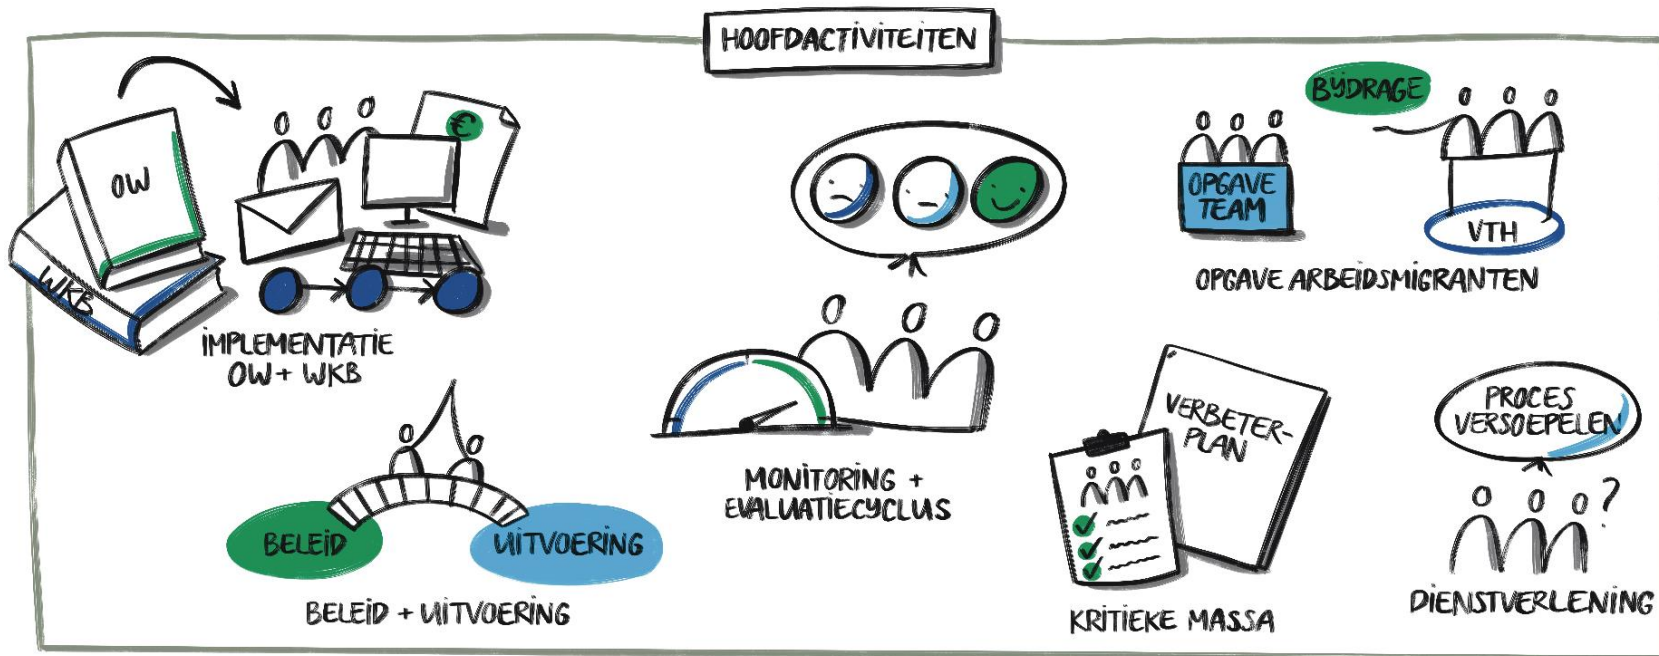 HOOFDACTIVITEITEN
OW
WKB
€
IMPLEMENTATIE
OW + WKB
BELEID
UITVOERING
BELEID + UITVOERING
MONITORING +
EVALUATIECYCLUS
OPGAVE
TEAM
BIJDRAGE
VTH
OPGAVE ARBEIDSMIGRANTEN
VERBETER-
PLAN
KRITIEKE MASSA
PROCES
VERSOEPELEN
?
DIENSTVERLENING